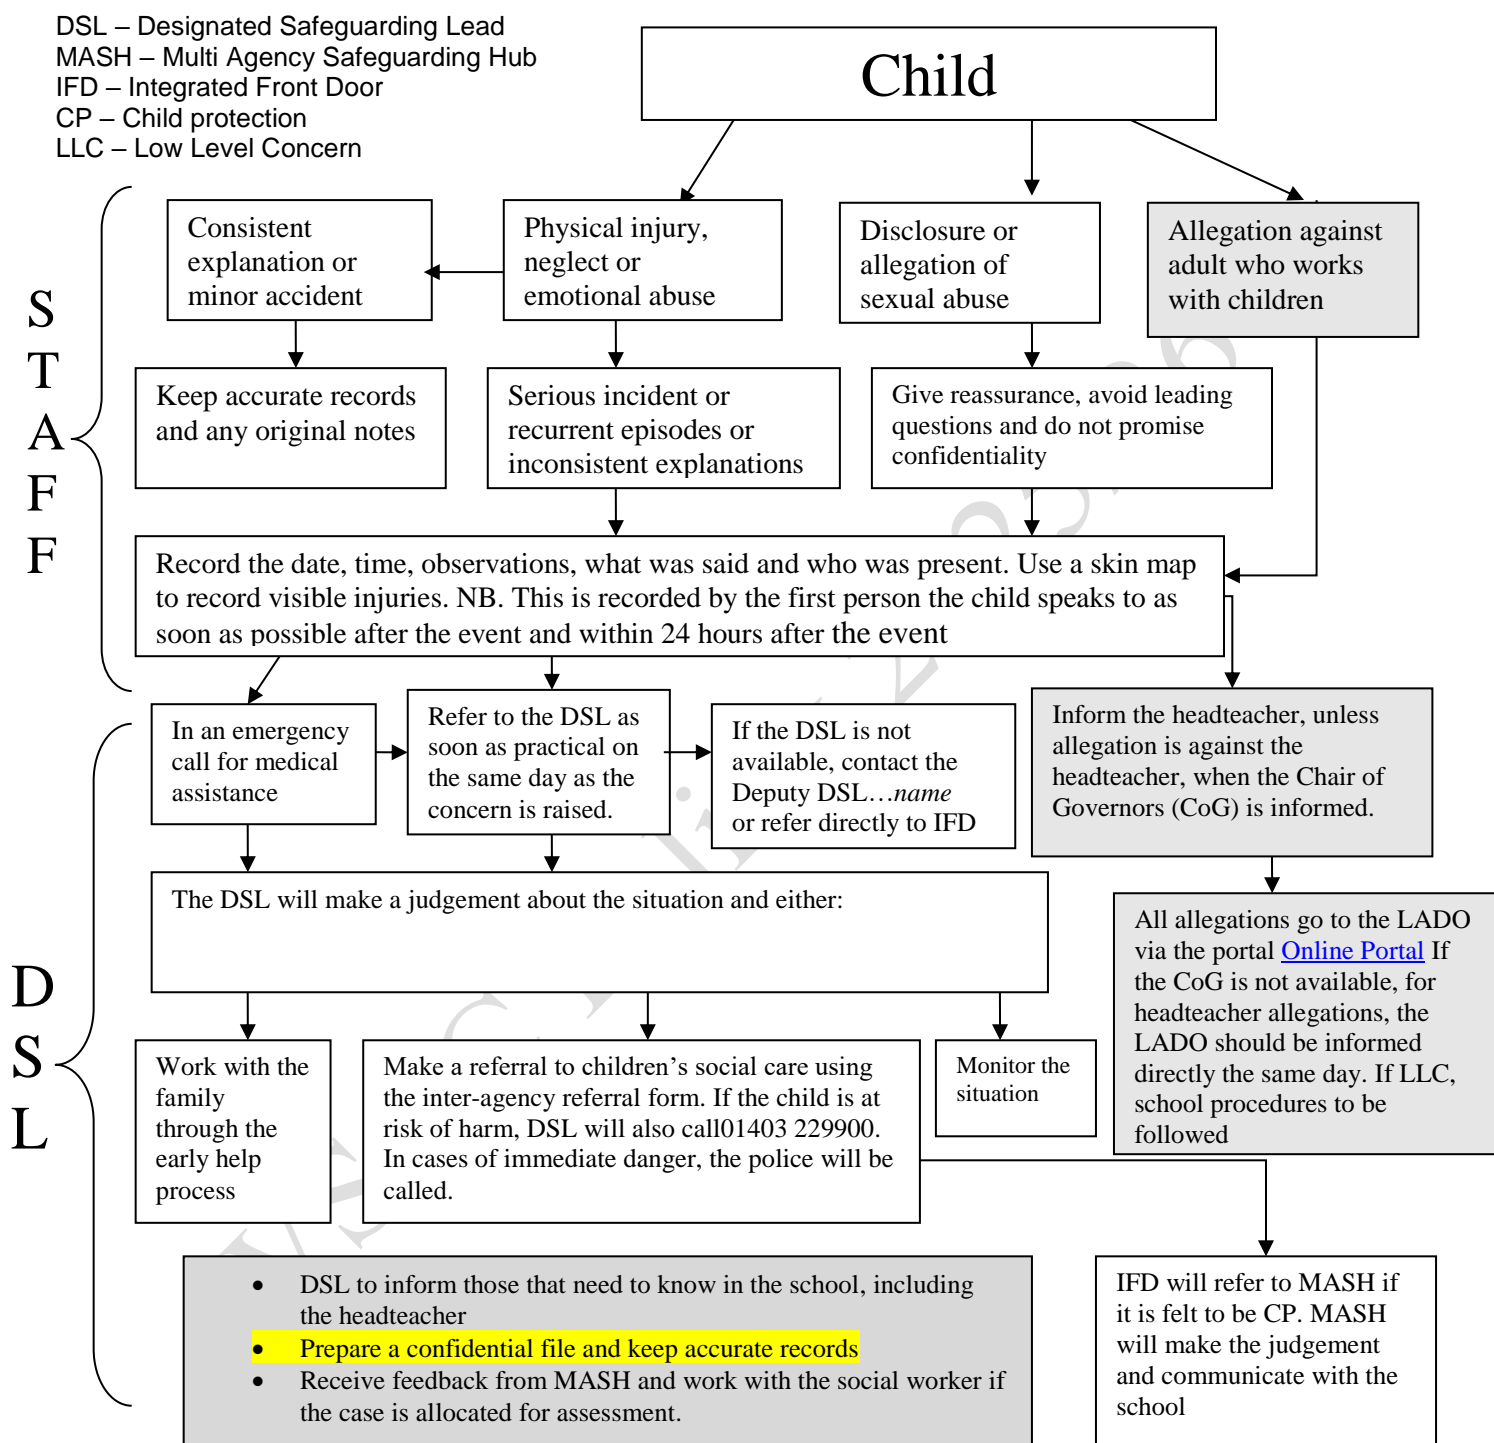 DSL – Designated Safeguarding Lead
MASH – Multi Agency Safeguarding Hub
IFD – Integrated Front Door
CP – Child protection
LLC – Low Level Concern
Child
S
T
A
F
F
Consistent
explanation or
minor accident
Physical injury,
neglect or
emotional abuse
Disclosure or
allegation of
sexual abuse
Allegation against
adult who works
with children
Keep accurate records
and any original notes
Serious incident or
recurrent episodes or
inconsistent explanations
Give reassurance, avoid leading
questions and do not promise
confidentiality
Record the date, time, observations, what was said and who was present. Use a skin map
to record visible injuries. NB. This is recorded by the first person the child speaks to as
soon as possible after the event and within 24 hours after the event
D
S
L
In an emergency
call for medical
assistance
Refer to the DSL as
soon as practical on
the same day as the
concern is raised.
If the DSL is not
available, contact the
Deputy DSL…name
or refer directly to IFD
Inform the headteacher, unless
allegation is against the
headteacher, when the Chair of
Governors (CoG) is informed.
The DSL will make a judgement about the situation and either:
All allegations go to the LADO
via the portal Online Portal If
the CoG is not available, for
headteacher allegations, the
LADO should be informed
directly the same day. If LLC,
school procedures to be
followed
Work with the
family
through the
early help
process
Make a referral to children’s social care using
the inter-agency referral form. If the child is at
risk of harm, DSL will also call01403 229900.
In cases of immediate danger, the police will be
called.
Monitor the
situation
• DSL to inform those that need to know in the school, including
the headteacher
• Prepare a confidential file and keep accurate records
• Receive feedback from MASH and work with the social worker if
the case is allocated for assessment.
IFD will refer to MASH if
it is felt to be CP. MASH
will make the judgement
and communicate with the
school